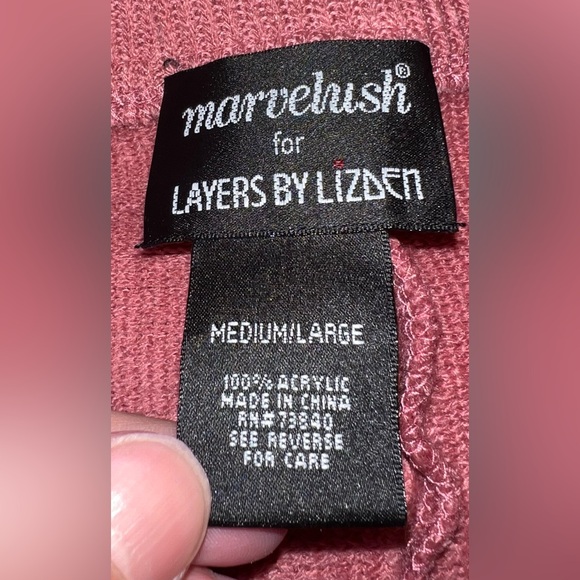 marvelush®
for
LAYERS BY LIZDEN
MEDIUM/LARGE
100% ACRYLIC
MADE IN CHINA
RN#73840
SEE REVERSE
FOR CARE